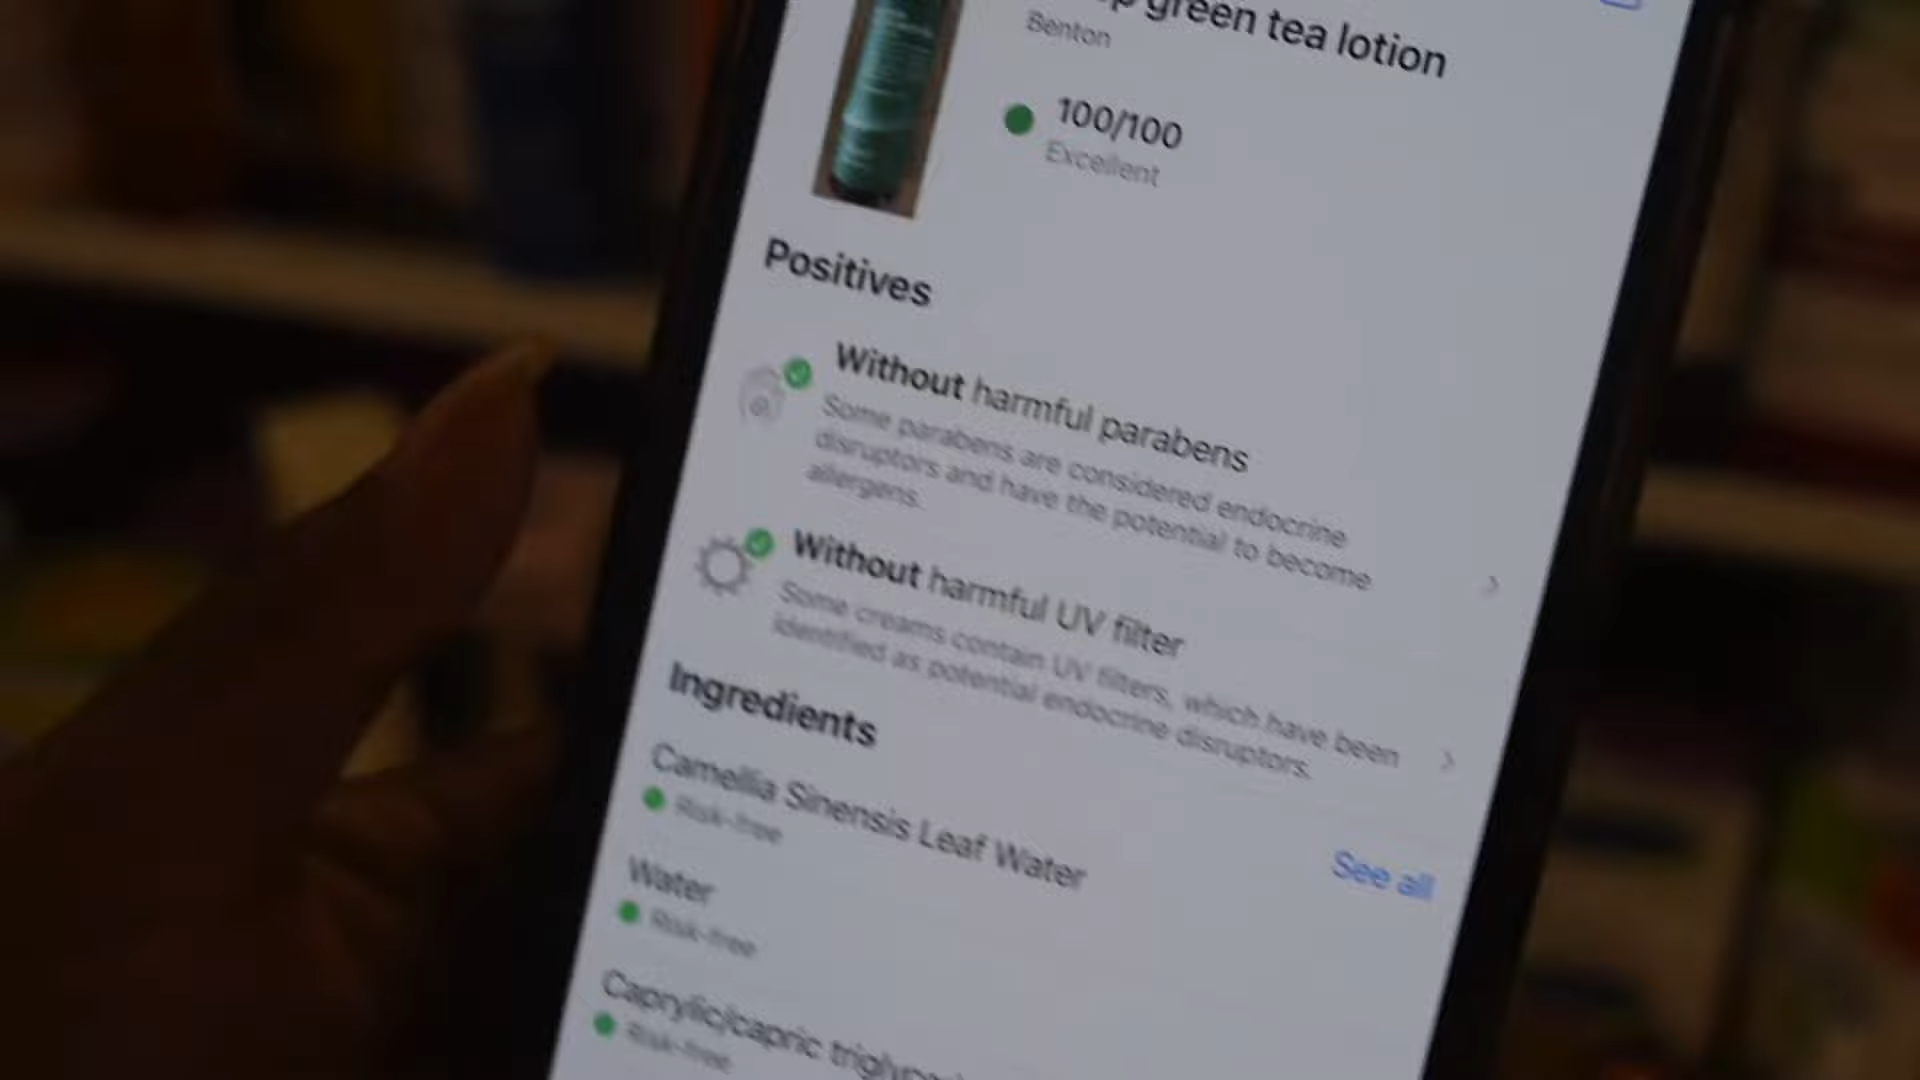 green tea lotion
Benton
100/100
Excellent
Positives
Without harmful parabens
Some parabens are considered endocrine
disruptors and have the potential to become
allergens.
Without harmful UV filter
Some creams contain UV filters, which have been
identified as potential endocrine disruptors.
Ingredients
See all
Camellia Sinensis Leaf Water
Risk-free
Water
Risk-free
Caprylic/capric
Risk-free